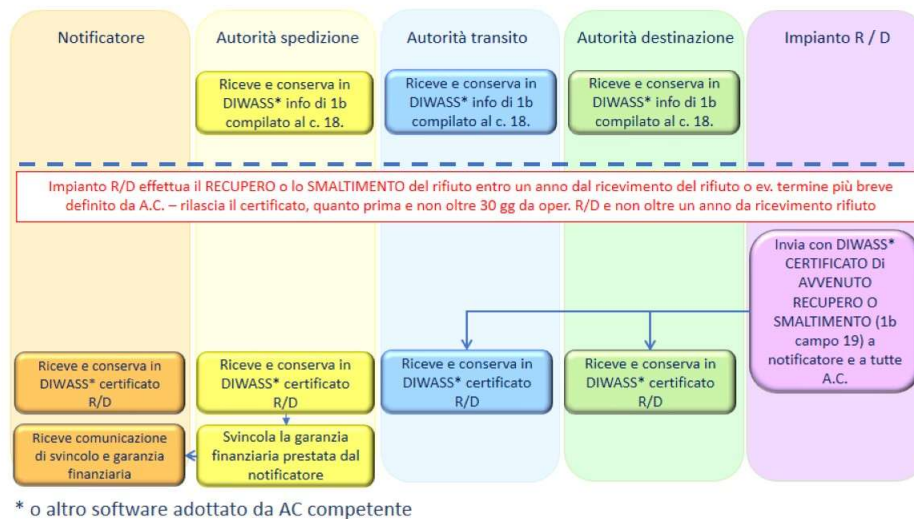 Notificatore
Autorità spedizione
Autorità transito
Autorità destinazione
Impianto R / D
Riceve e conserva in
DIWASS* info di 1b
compilato al c. 18.
Riceve e conserva in
DIWASS* info di 1b
compilato al c. 18.
Riceve e conserva in
DIWASS* info di 1b
compilato al c. 18.
Impianto R/D effettua il RECUPERO o lo SMALTIMENTO del rifiuto entro un anno dal ricevimento del rifiuto o ev. termine più breve
definito da A.C. – rilascia il certificato, quanto prima e non oltre 30 gg da oper. R/D e non oltre un anno da ricevimento rifiuto
Invia con DIWASS*
CERTIFICATO Di
AVVENUTO
RECUPERO O
SMALTIMENTO (1b
campo 19) a
notificatore e a tutte
A.C.
Riceve e conserva in
DIWASS* certificato
R/D
Riceve e conserva in
DIWASS* certificato
R/D
Riceve e conserva in
DIWASS* certificato
R/D
Riceve e conserva in
DIWASS* certificato
R/D
Riceve comunicazione
di svincolo e garanzia
finanziaria
Svincola la garanzia
finanziaria prestata dal
notificatore
* o altro software adottato da AC competente